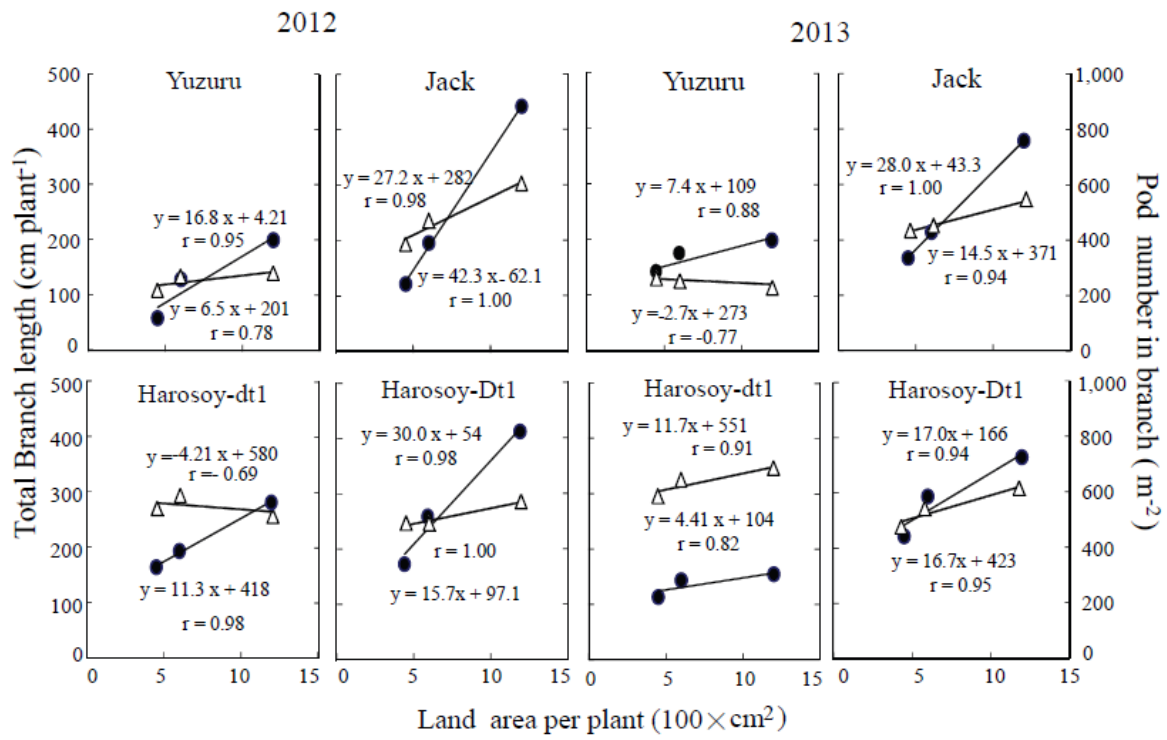 2012
2013
Yuzuru
Jack
Yuzuru
Jack
Total Branch length (cm plant-1)
Pod number in branch ( m-2)
500
400
300
200
100
0
1,000
800
600
400
200
0
y = 16.8 x + 4.21
r = 0.95
y = 6.5 x + 201
r = 0.78
y = 27.2 x + 282
r = 0.98
y = 42.3 x - 62.1
r = 1.00
y = 7.4 x + 109
r = 0.88
y =-2.7x + 273
r = -0.77
y = 28.0 x + 43.3
r = 1.00
y = 14.5 x + 371
r = 0.94
Harosoy-dt1
Harosoy-Dt1
Harosoy-dt1
Harosoy-Dt1
500
400
300
200
100
0
1,000
800
600
400
200
0
y =-4.21 x + 580
r =- 0.69
y = 11.3 x + 418
r = 0.98
y = 30.0 x + 54
r = 0.98
r = 1.00
y = 15.7x + 97.1
y = 11.7x + 551
r = 0.91
y = 4.41 x + 104
r = 0.82
y = 17.0x + 166
r = 0.94
y = 16.7x + 423
r = 0.95
0 5 10 15
0 5 10 15
0 5 10 15
0 5 10 15
Land area per plant (100×cm2)